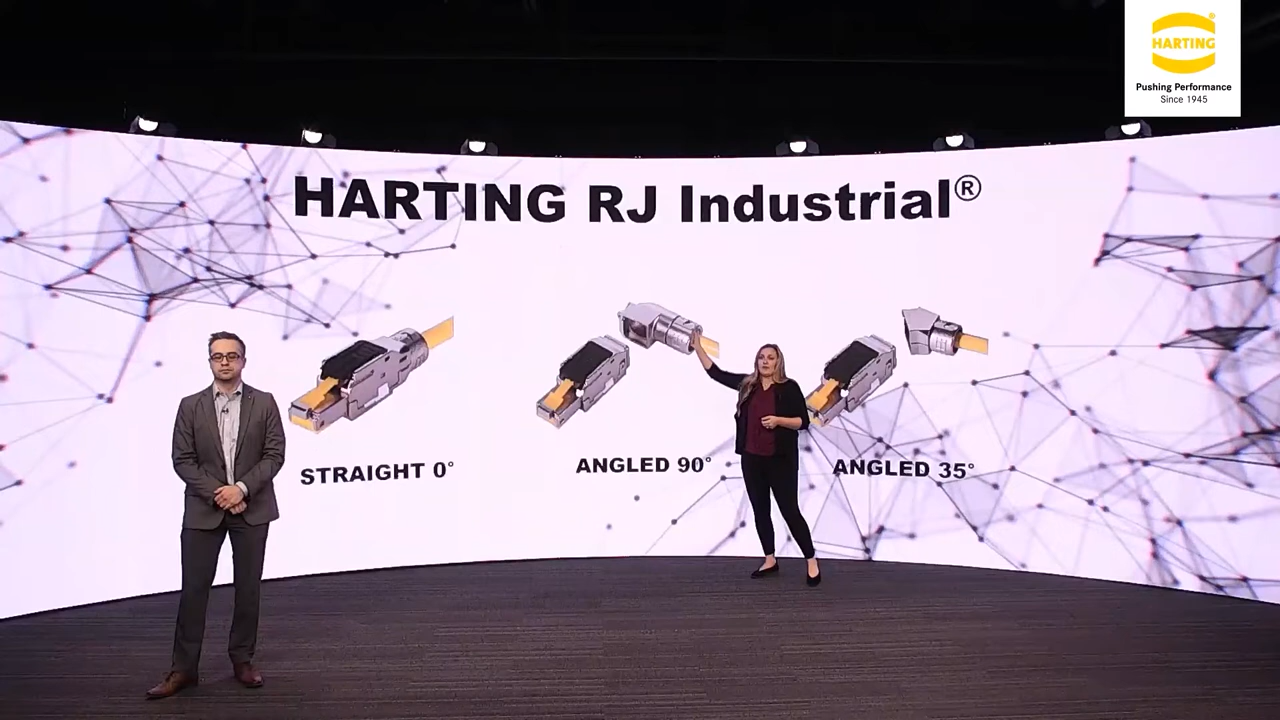 HARTING
Pushing Performance
Since 1945
HARTING RJ Industrial®
STRAIGHT 0°
ANGLED 90°
ANGLED 35°